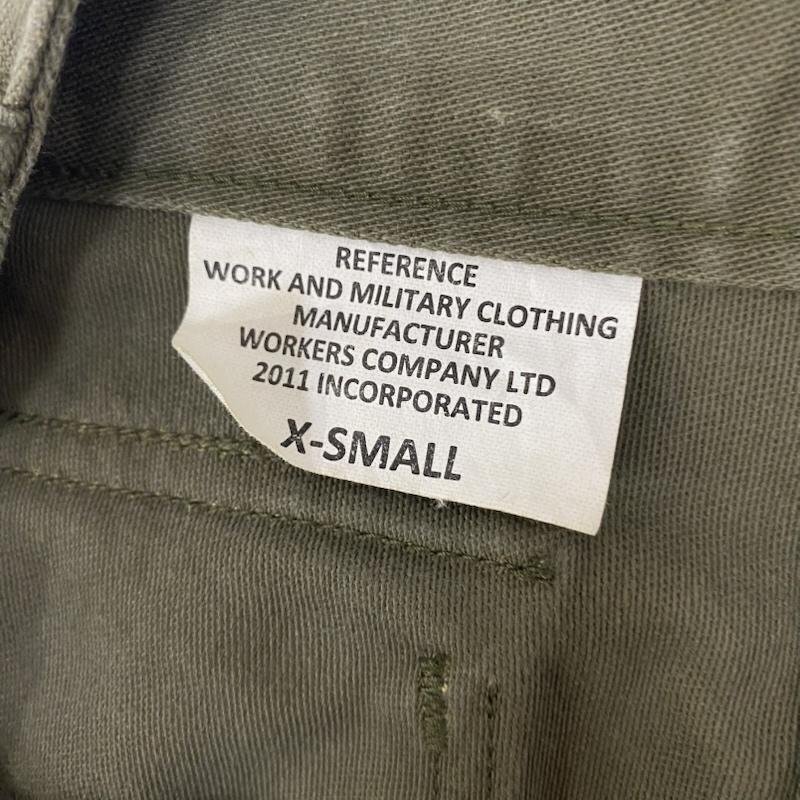 REFERENCE
WORK AND MILITARY CLOTHING
MANUFACTURER
WORKERS COMPANY LTD
2011 INCORPORATED
X-SMALL